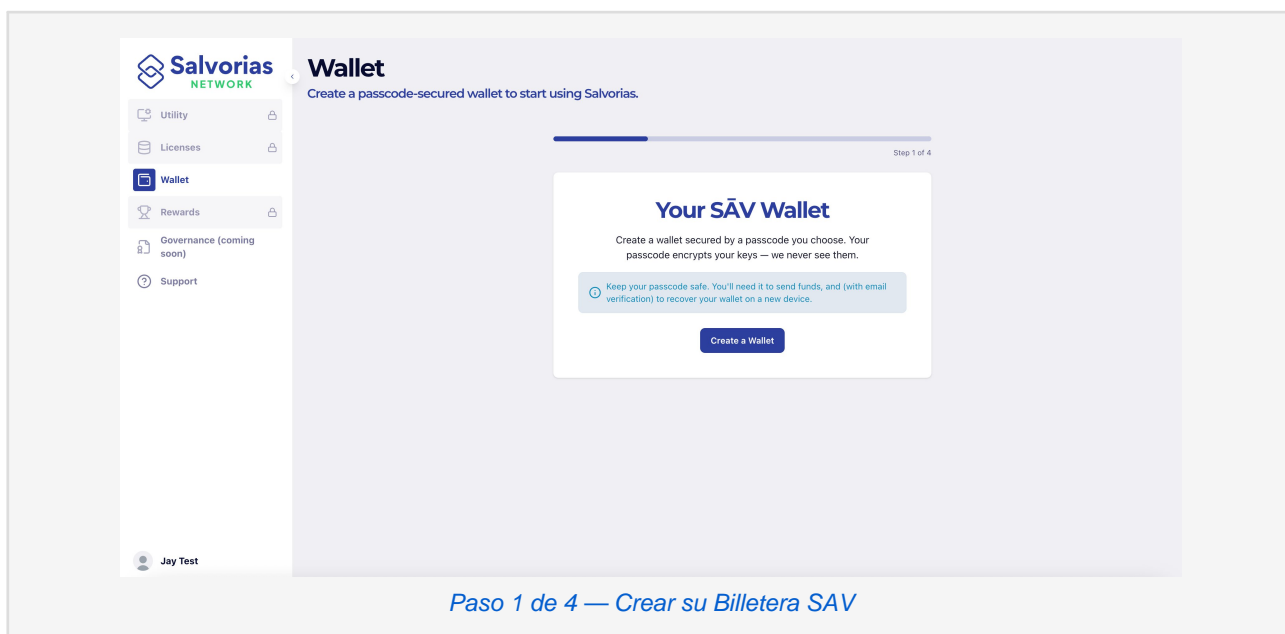 Salvorias
NETWORK
Utility
Licenses
Wallet
Rewards
Governance (coming
soon)
Support
Jay Test
Wallet
Create a passcode-secured wallet to start using Salvorias.
Step 1 of 4
Your SĀV Wallet
Create a wallet secured by a passcode you choose. Your
passcode encrypts your keys — we never see them.
Keep your passcode safe. You'll need it to send funds, and (with email
verification) to recover your wallet on a new device.
Create a Wallet
Paso 1 de 4 — Crear su Billetera SAV